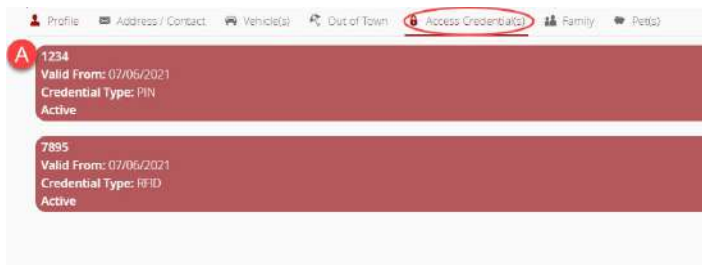 Profile Address / Contact Vehicle(s) Out of Town Access Credential(s) Family Pet(s)
A
1234
Valid From: 07/06/2021
Credential Type: PIN
Active
7895
Valid From: 07/06/2021
Credential Type: RFID
Active